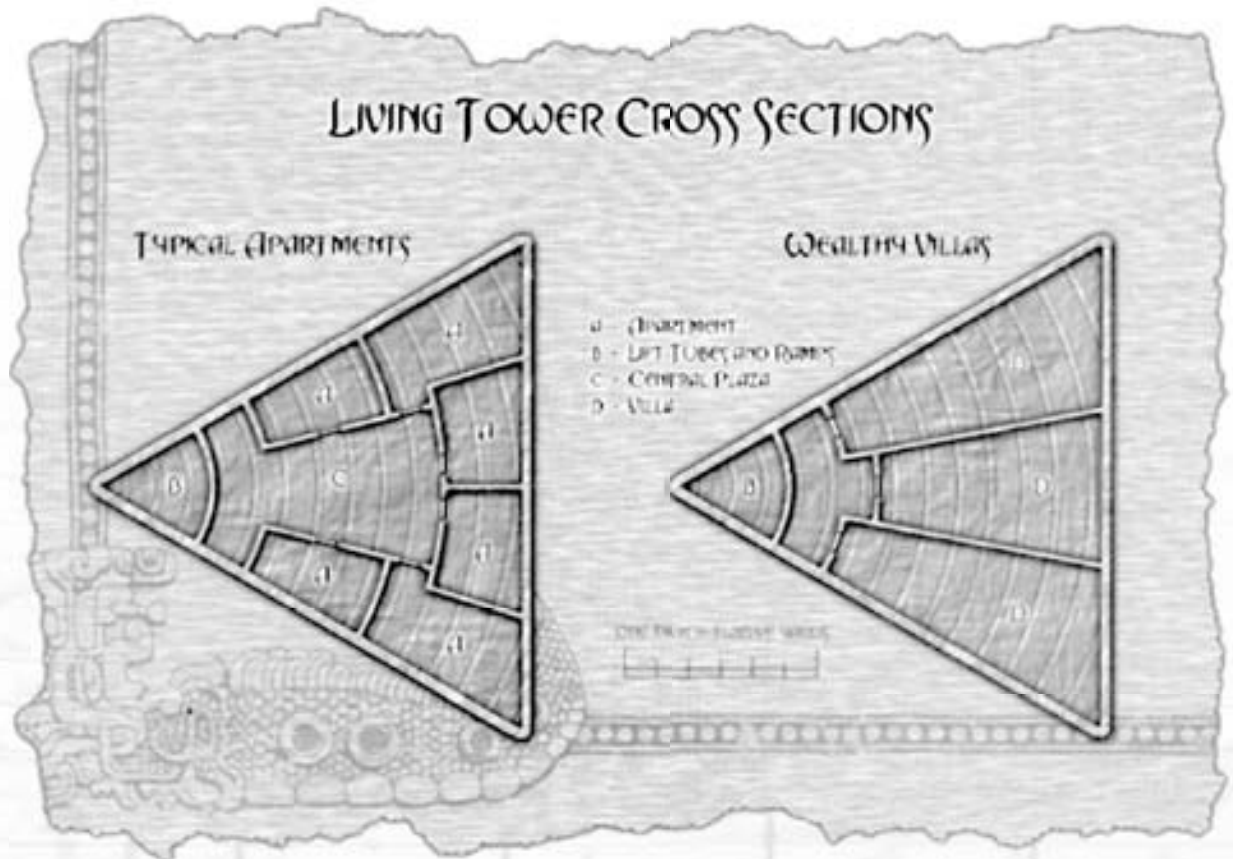 LIVING TOWER CROSS SECTIONS
TYPICAL APARTMENTS
WEALTHY VILLAS
A - APARTMENT
B - LIFT TUBES AND RAMPS
C - CENTRAL PLAZA
D - VILLA
A
A
A
B
C
A
A
A
D
B
D
D